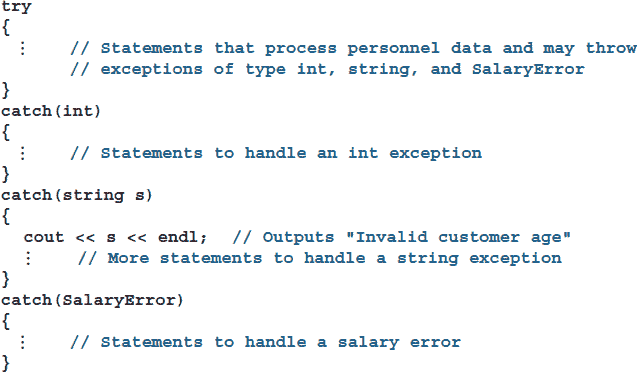 try
{
⋮ // Statements that process personnel data and may throw
// exceptions of type int, string, and SalaryError
}
catch(int)
{
⋮ // Statements to handle an int exception
}
catch(string s)
{
cout << s << endl; // Outputs "Invalid customer age"
⋮ // More statements to handle a string exception
}
catch(SalaryError)
{
⋮ // Statements to handle a salary error
}